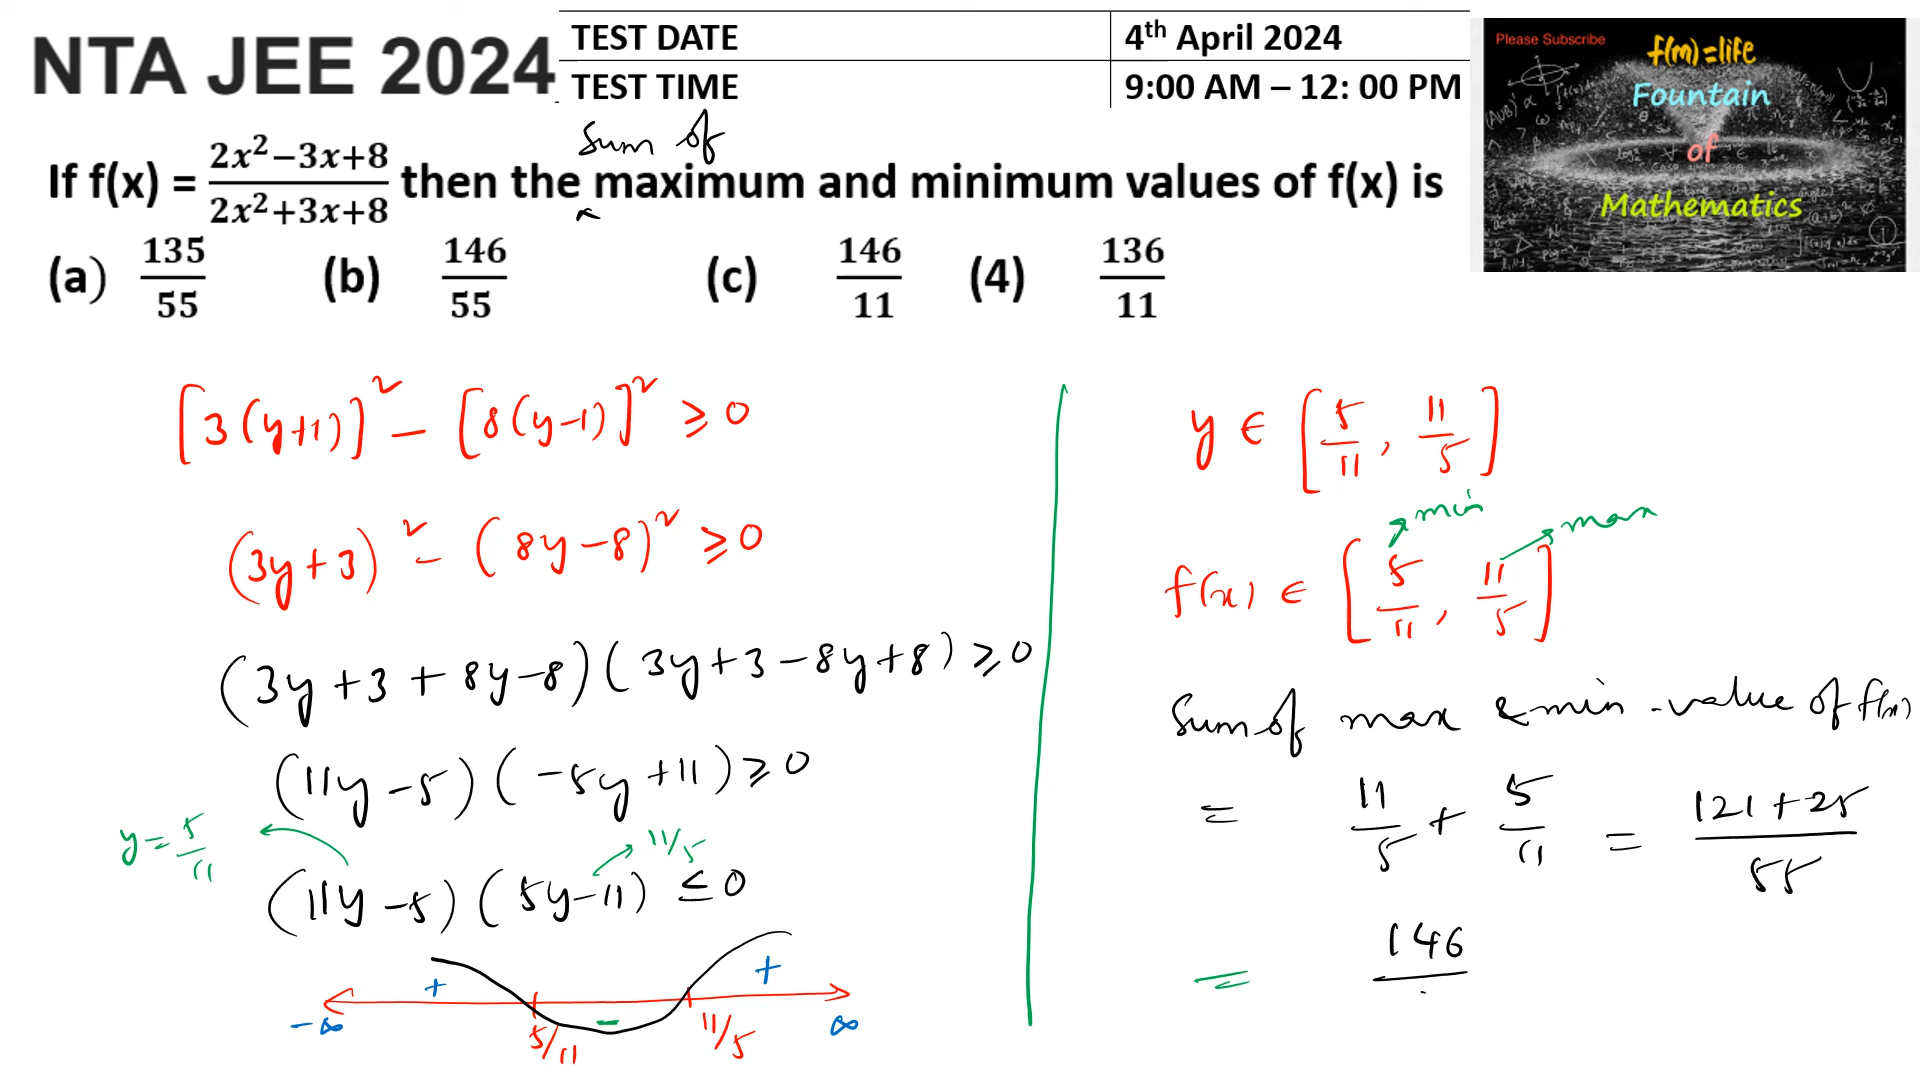 NTA JEE 2024
TEST DATE 4th April 2024
TEST TIME 9:00 AM – 12: 00 PM
Please Subscribe
f(m)=life
Fountain
of
Mathematics
Sum of
If f(x) = (2x²−3x+8)/(2x²+3x+8) then the maximum and minimum values of f(x) is
(a) 135/55 (b) 146/55 (c) 146/11 (4) 136/11
[3(y+1)]² − [8(y−1)]² ≥ 0
(3y+3)² − (8y−8)² ≥ 0
(3y+3+8y−8)(3y+3−8y+8) ≥ 0
(11y−5)(−5y+11) ≥ 0
y = 5/11 11/5
(11y−5)(5y−11) ≤ 0
+ − +
−∞ 5/11 11/5 ∞
y ∈ [5/11, 11/5]
min max
f(x) ∈ [5/11, 11/5]
Sum of max & min. value of f(x)
= 11/5 + 5/11 = (121+25)/55
= 146